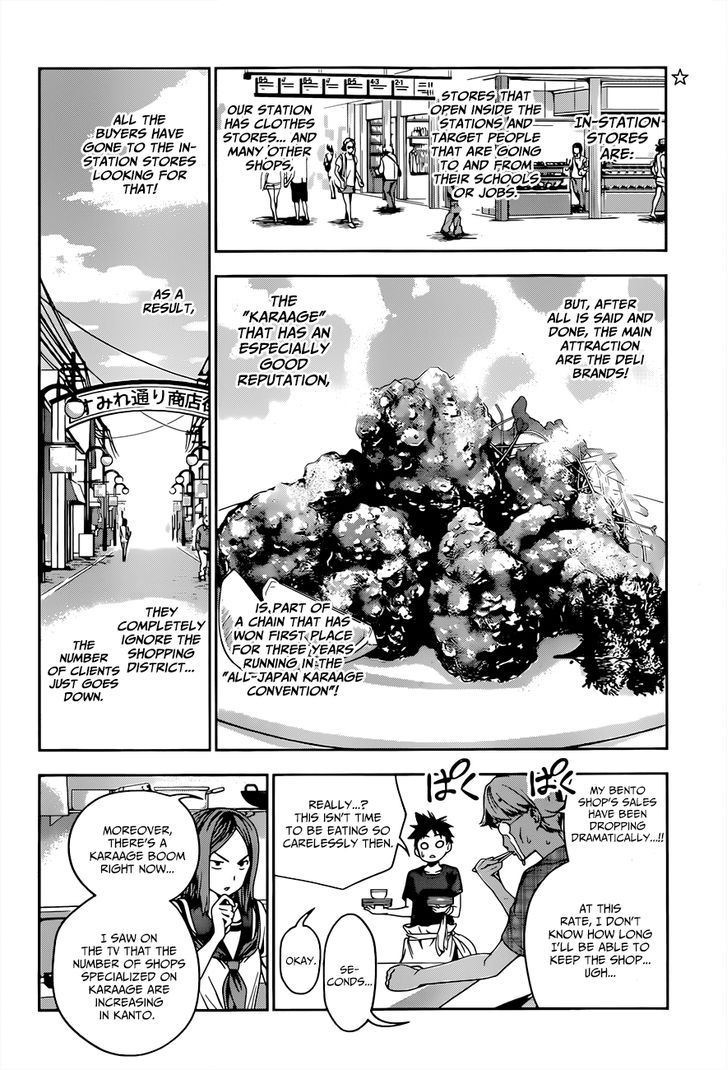 ☆
IN-STATION
STORES
ARE:
STORES THAT
OPEN INSIDE
THE
STATIONS AND
TARGET PEOPLE
THAT ARE GOING
TO AND FROM
THEIR SCHOOLS
OR JOBS.
OUR STATION
HAS CLOTHES
STORES... AND
MANY OTHER
SHOPS,
BUT, AFTER
ALL IS SAID AND
DONE, THE MAIN
ATTRACTION
ARE THE DELI
BRANDS!
THE
"KARAAGE"
THAT HAS AN
ESPECIALLY
GOOD
REPUTATION,
IS PART OF
A CHAIN THAT HAS
WON FIRST PLACE
FOR THREE YEARS
RUNNING IN THE
"ALL-JAPAN KARAAGE
CONVENTION"!
ALL THE
BUYERS HAVE
GONE TO THE IN-
STATION STORES
LOOKING FOR
THAT!
AS A
RESULT,
すみれ通り商店
THEY
COMPLETELY
IGNORE THE
SHOPPING
DISTRICT...
THE
NUMBER
OF CLIENTS
JUST GOES
DOWN.
MY BENTO
SHOP'S SALES
HAVE BEEN
DROPPING
DRAMATICALLY...!!
ぱく
ぱく
AT THIS
RATE, I DON'T
KNOW HOW LONG
I'LL BE ABLE TO
KEEP THE SHOP...
UGH...
REALLY...?
THIS ISN'T TIME
TO BE EATING SO
CARELESSLY THEN.
SE-
CONDS...
OKAY.
MOREOVER,
THERE'S A
KARAAGE BOOM
RIGHT NOW...
I SAW ON
THE TV THAT THE
NUMBER OF SHOPS
SPECIALIZED ON
KARAAGE ARE
INCREASING
IN KANTO.